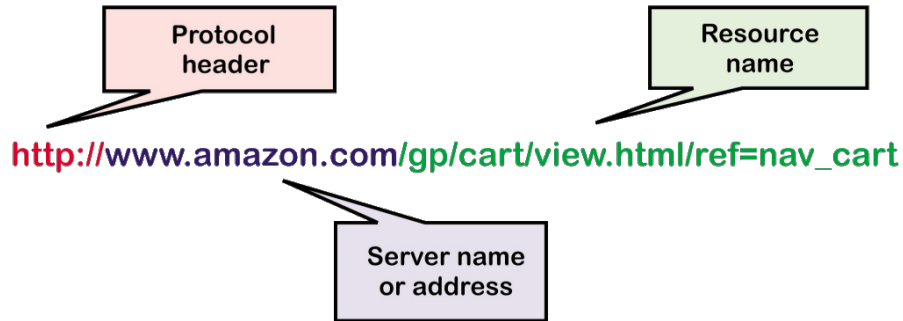 Protocol
header
Resource
name
http://www.amazon.com/gp/cart/view.html/ref=nav_cart
Server name
or address